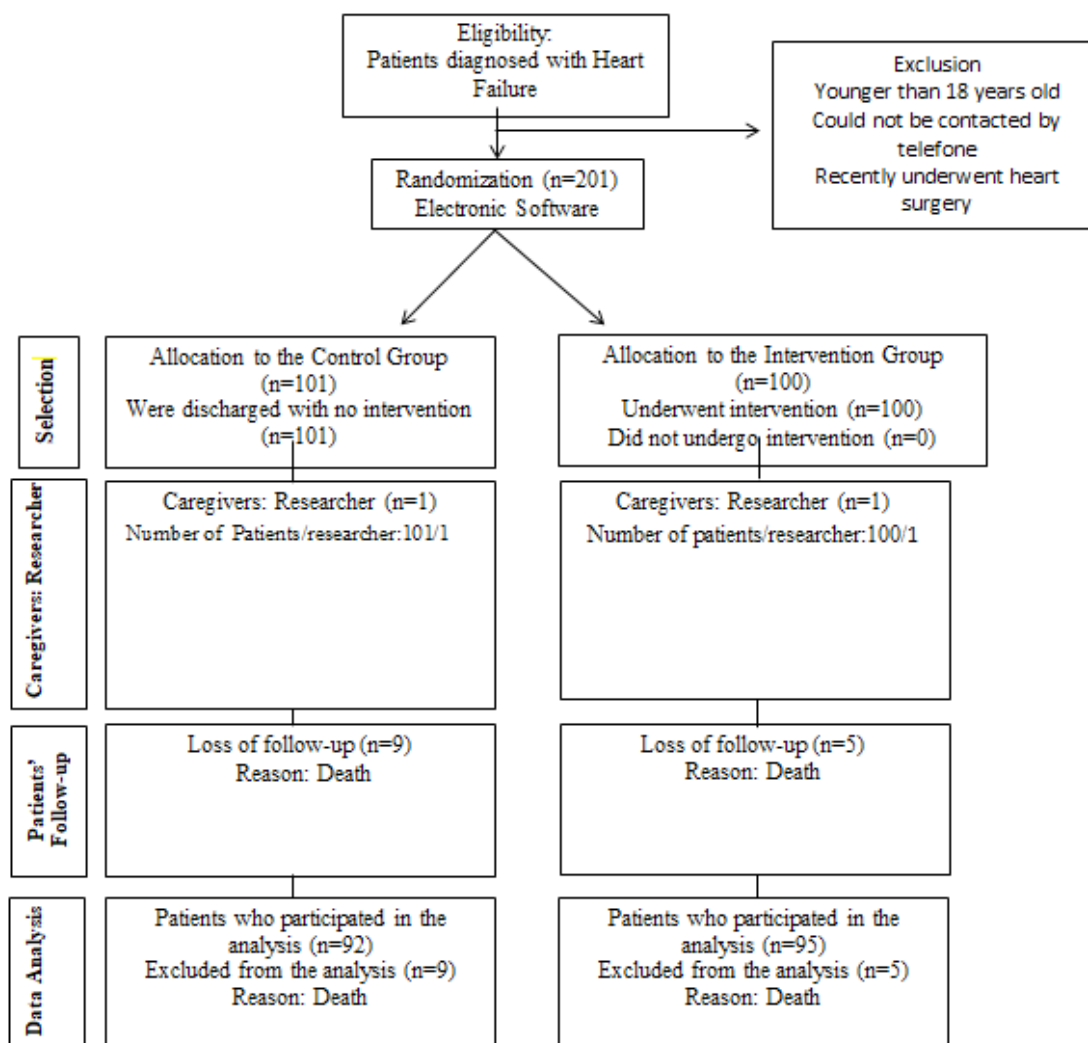 Eligibility:
Patients diagnosed with Heart
Failure
Exclusion
Younger than 18 years old
Could not be contacted by
telefone
Recently underwent heart
surgery
Randomization (n=201)
Electronic Software
Selection
Allocation to the Control Group
(n=101)
Were discharged with no intervention
(n=101)
Allocation to the Intervention Group
(n=100)
Underwent intervention (n=100)
Did not undergo intervention (n=0)
Caregivers: Researcher
Caregivers: Researcher (n=1)
Number of Patients/researcher:101/1
Caregivers: Researcher (n=1)
Number of patients/researcher:100/1
Patients'
Follow-up
Loss of follow-up (n=9)
Reason: Death
Loss of follow-up (n=5)
Reason: Death
Data Analysis
Patients who participated in the
analysis (n=92)
Excluded from the analysis (n=9)
Reason: Death
Patients who participated in the
analysis (n=95)
Excluded from the analysis (n=5)
Reason: Death